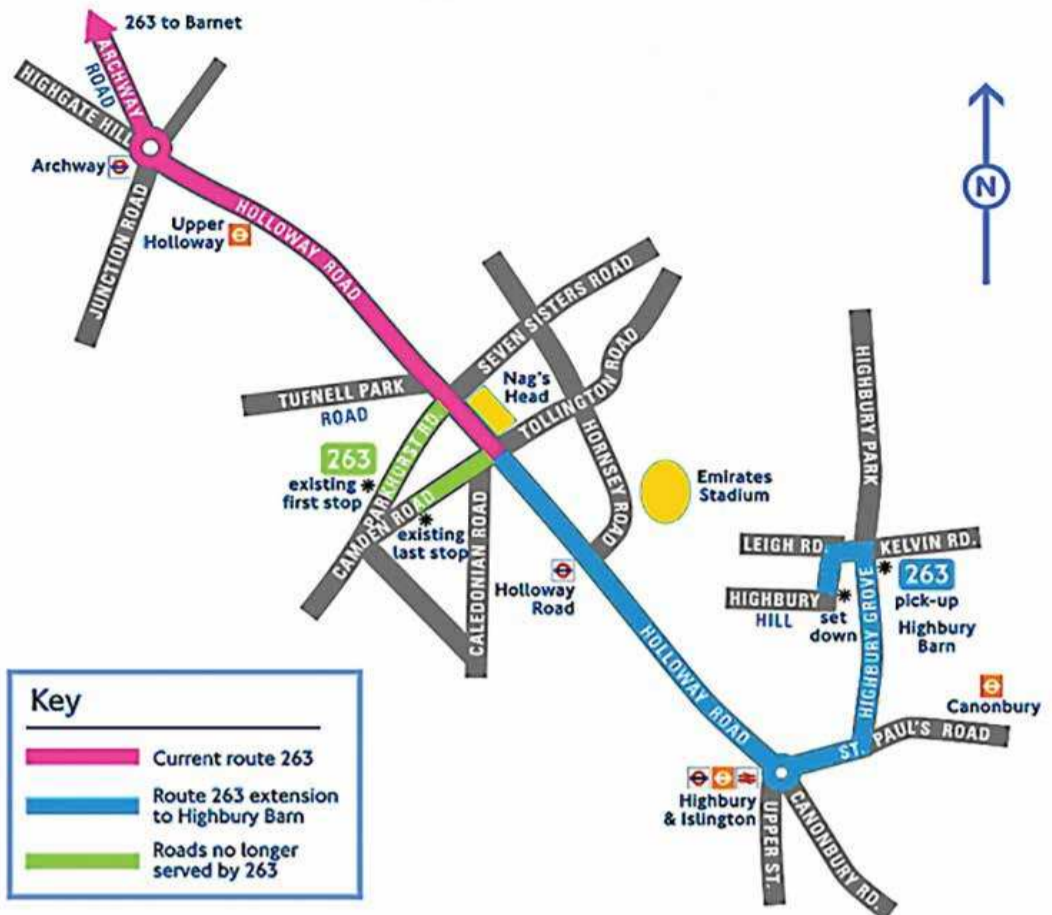 263 to Barnet
ARCHWAY
ROAD
HIGHGATE HILL
Archway
JUNCTION ROAD
Upper
Holloway
HOLLOWAY ROAD
N
SEVEN SISTERS ROAD
TUFNELL PARK
ROAD
Nag's
Head
TOLLINGTON ROAD
HORNSEY ROAD
263
existing
first stop
PARKHURST RD.
CAMDEN ROAD
existing
last stop
CALEDONIAN ROAD
Emirates
Stadium
HIGHBURY PARK
LEIGH RD.
KELVIN RD.
263
pick-up
HIGHBURY
HILL
set
down
Highbury
Barn
HIGHBURY GROVE
Holloway
Road
HOLLOWAY ROAD
Canonbury
ST. PAUL'S ROAD
Highbury
& Islington
UPPER ST.
CANONBURY RD.
Key
Current route 263
Route 263 extension
to Highbury Barn
Roads no longer
served by 263